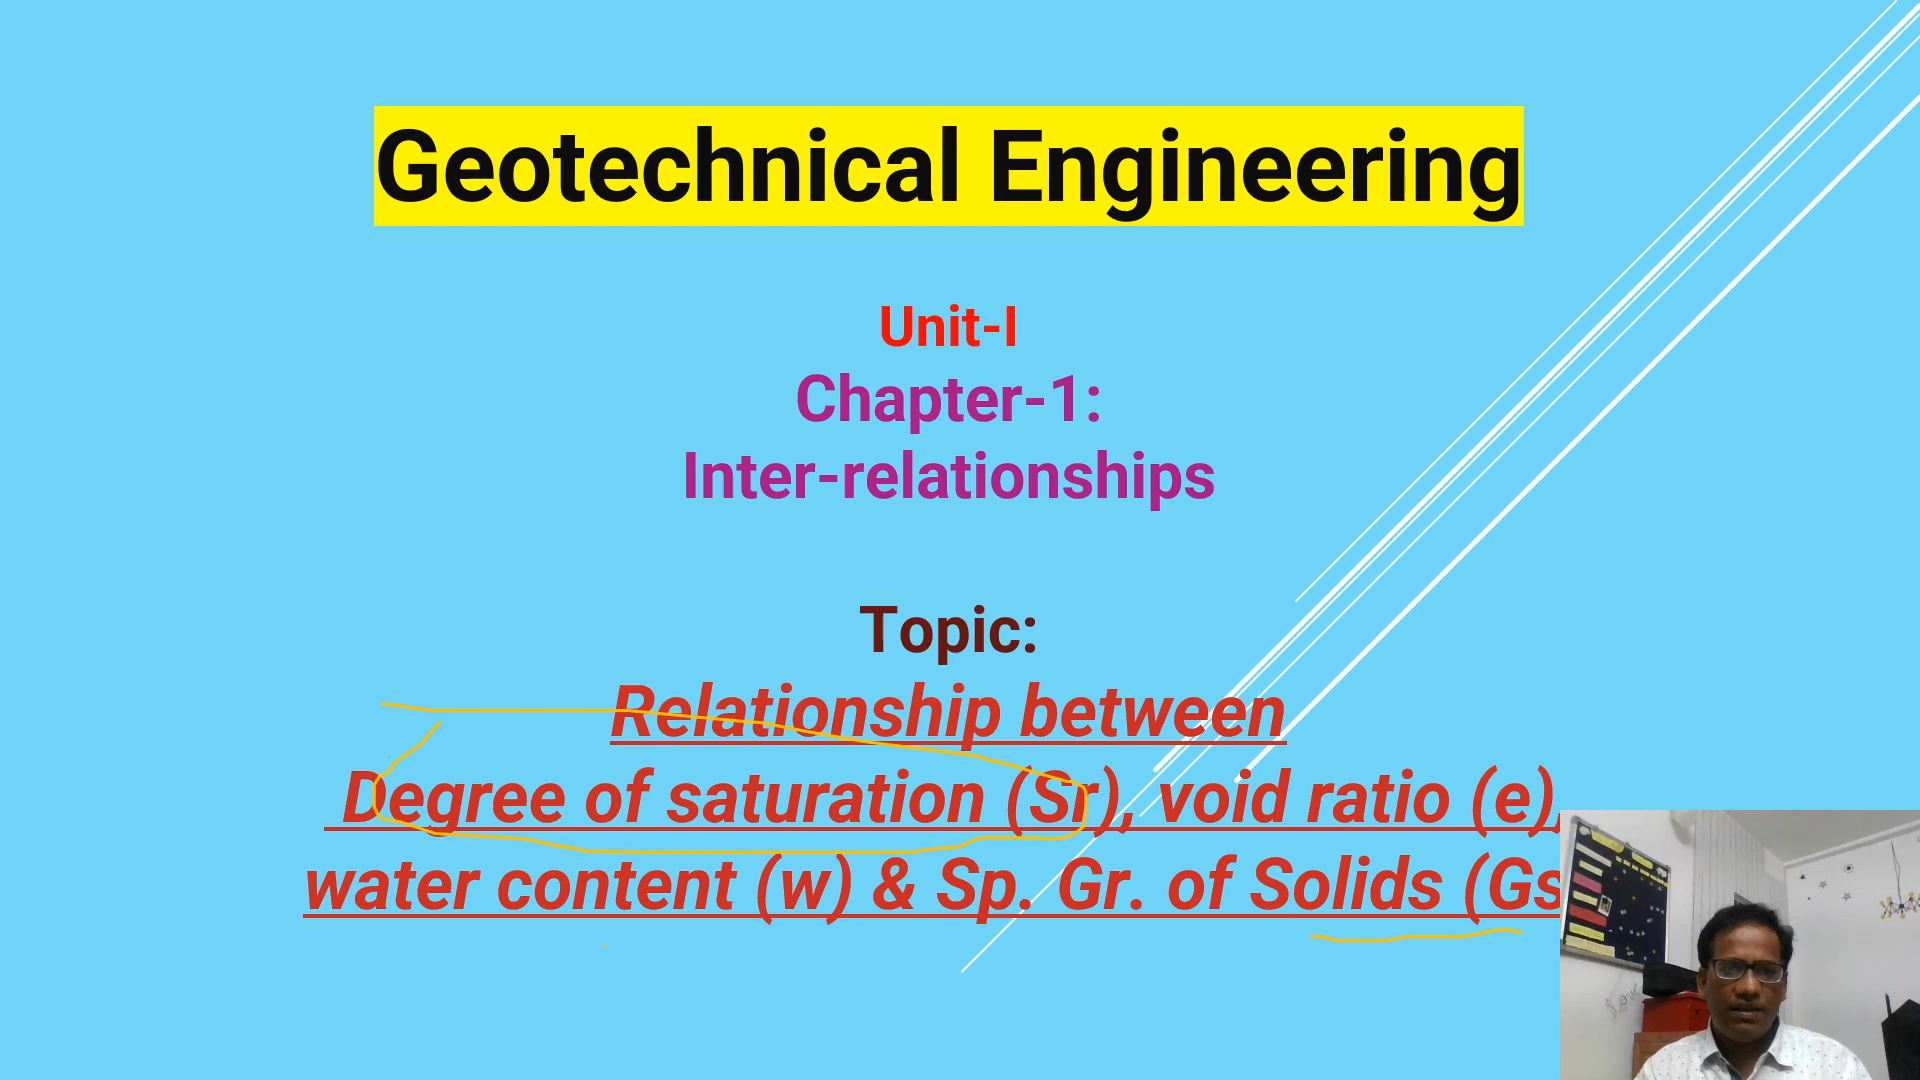 Geotechnical Engineering
Unit-I
Chapter-1:
Inter-relationships
Topic:
Relationship between
Degree of saturation (Sr), void ratio (e),
water content (w) & Sp. Gr. of Solids (Gs